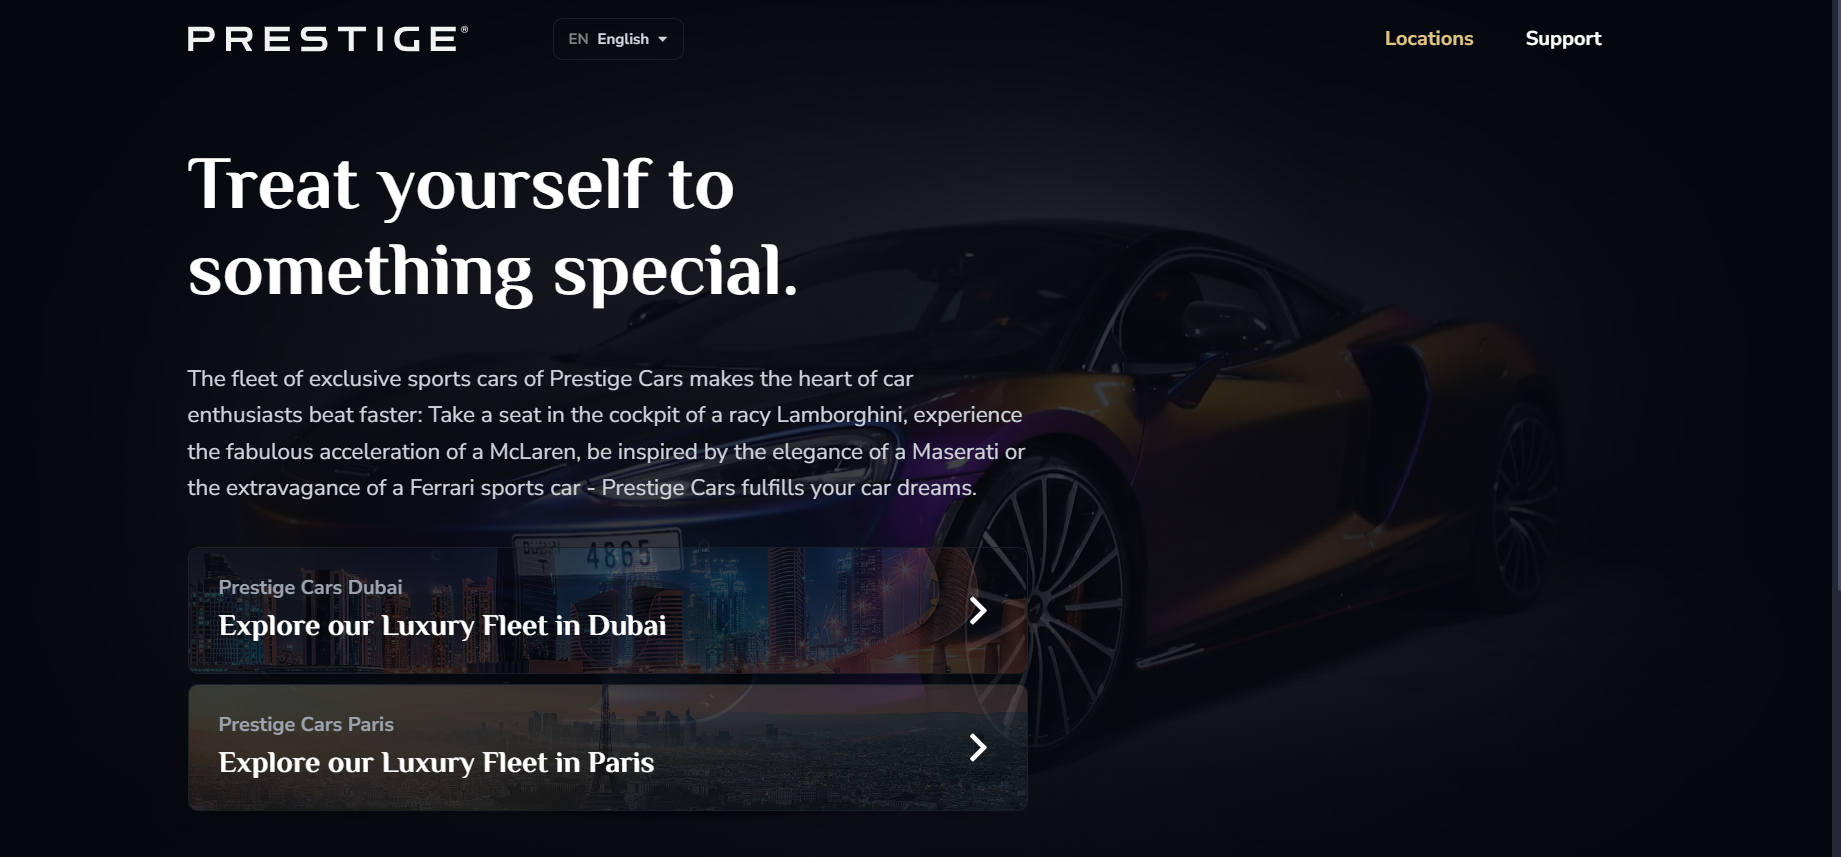 PRESTIGE®
EN English
Locations
Support
Treat yourself to
something special.
The fleet of exclusive sports cars of Prestige Cars makes the heart of car
enthusiasts beat faster: Take a seat in the cockpit of a racy Lamborghini, experience
the fabulous acceleration of a McLaren, be inspired by the elegance of a Maserati or
the extravagance of a Ferrari sports car - Prestige Cars fulfills your car dreams.
DUBAI
T
4865
Prestige Cars Dubai
Explore our Luxury Fleet in Dubai
Prestige Cars Paris
Explore our Luxury Fleet in Paris